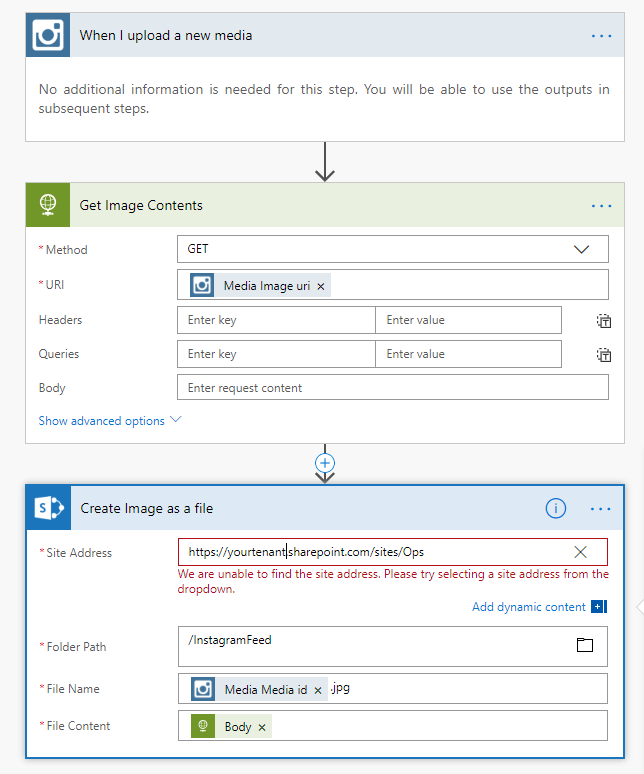 When I upload a new media
No additional information is needed for this step. You will be able to use the outputs in
subsequent steps.
Get Image Contents
* Method GET
* URI Media Image uri ×
Headers Enter key Enter value
Queries Enter key Enter value
Body Enter request content
Show advanced options
S Create Image as a file
* Site Address https://yourtenant.sharepoint.com/sites/Ops
We are unable to find the site address. Please try selecting a site address from the
dropdown.
Add dynamic content
* Folder Path /InstagramFeed
* File Name Media Media id × .jpg
* File Content Body ×